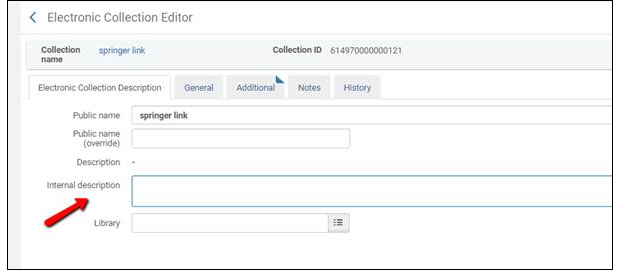 Electronic Collection Editor
Collection name springer link Collection ID 614970000000121
Electronic Collection Description General Additional Notes History
Public name springer link
Public name (override)
Description -
Internal description
Library